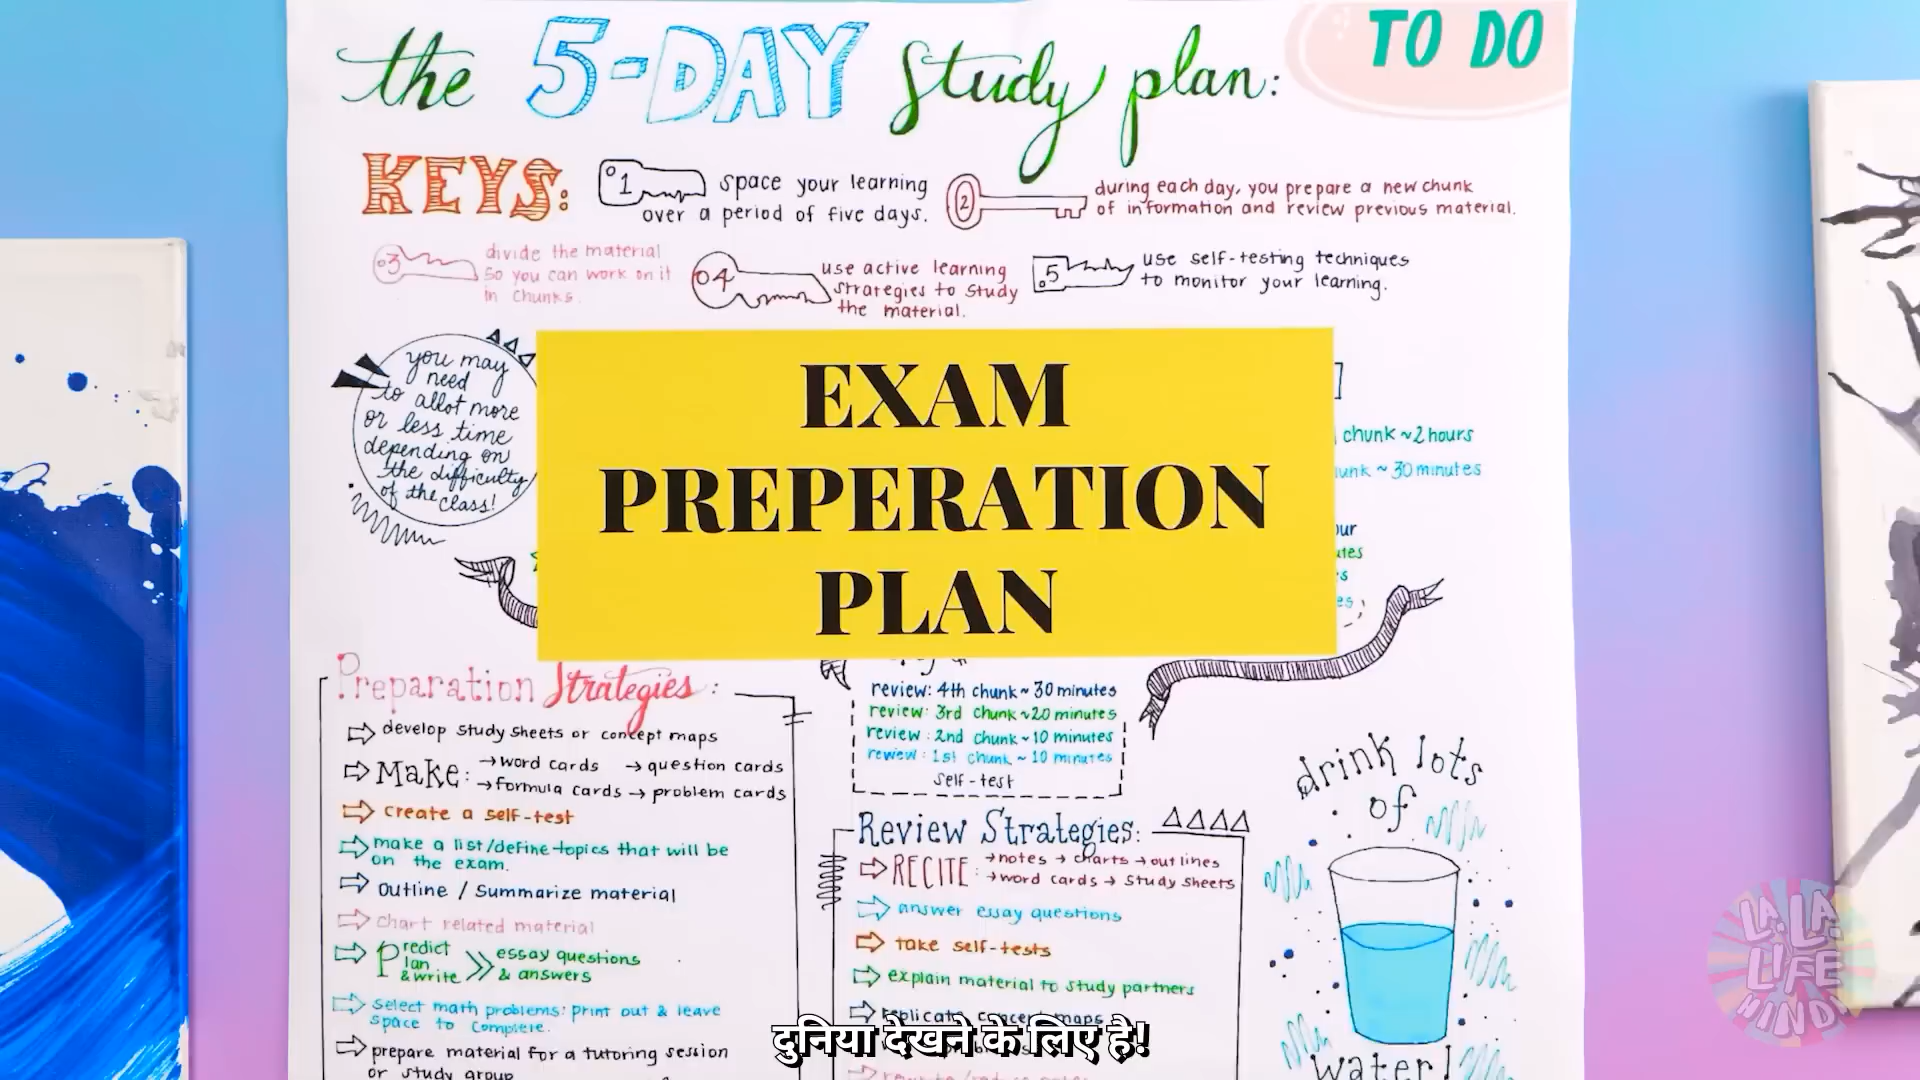 the 5-DAY Study plan:
TO DO
KEYS:
1 space your learning
over a period of five days.
2 during each day, you prepare a new chunk
of information and review previous material.
03 divide the material
so you can work on it
in chunks.
04 use active learning
strategies to study
the material.
.5 use self-testing techniques
to monitor your learning.
you may
need
to allot more
or less time
depending on
the difficulty
of the class!
EXAM
PREPERATION
PLAN
chunk ~2 hours
~ 30 minutes
Preparation Strategies:
develop study sheets or concept maps
Make: →word cards →question cards
→formula cards → problem cards
create a self-test
make a list/define topics that will be
on the exam.
outline / Summarize material
chart related material
Predict
Plan
& write
essay questions
& answers
select math problems: print out & leave
space to complete.
prepare material for a tutoring session
or study group
review: 4th chunk ~ 30 minutes
review: 3rd chunk ~20 minutes
review: 2nd chunk ~ 10 minutes
review: 1st chunk ~ 10 minutes
self-test
Review Strategies:
RECITE: →notes → charts → outlines
→word cards → study sheets
answer essay questions
take self-tests
explain material to study partners
replicate concept maps
drink lots
of
water!
LA LA
LIFE
HINDI
दुनिया देखने के लिए है!